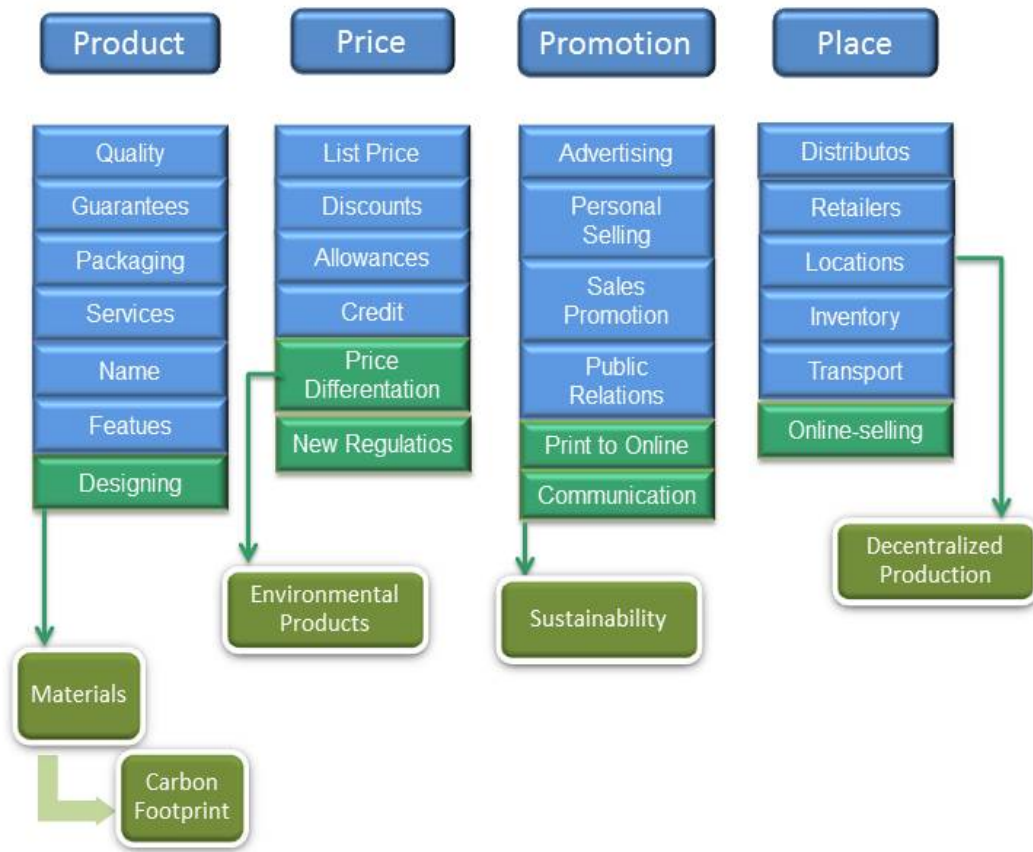 Product
Price
Promotion
Place
Quality
Guarantees
Packaging
Services
Name
Featues
Designing
List Price
Discounts
Allowances
Credit
Price
Differentation
New Regulatios
Advertising
Personal
Selling
Sales
Promotion
Public
Relations
Print to Online
Communication
Distributos
Retailers
Locations
Inventory
Transport
Online-selling
Materials
Carbon
Footprint
Environmental
Products
Sustainability
Decentralized
Production